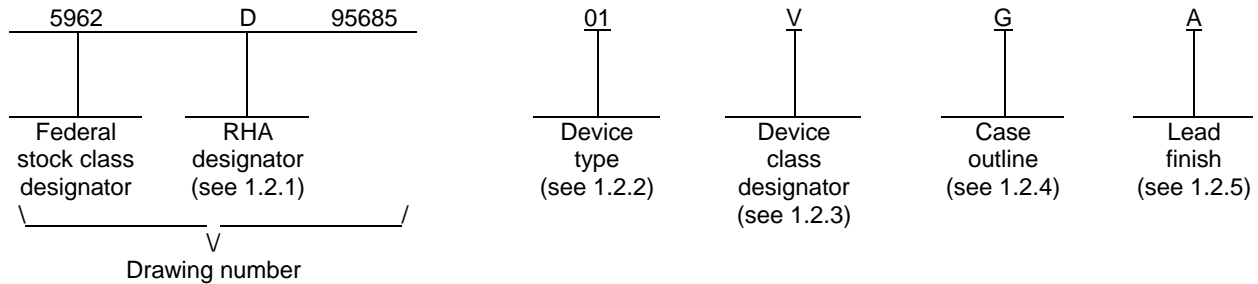 5962 D 95685 01 V G A
Federal stock class designator
RHA designator (see 1.2.1)
Device type (see 1.2.2)
Device class designator (see 1.2.3)
Case outline (see 1.2.4)
Lead finish (see 1.2.5)
Drawing number